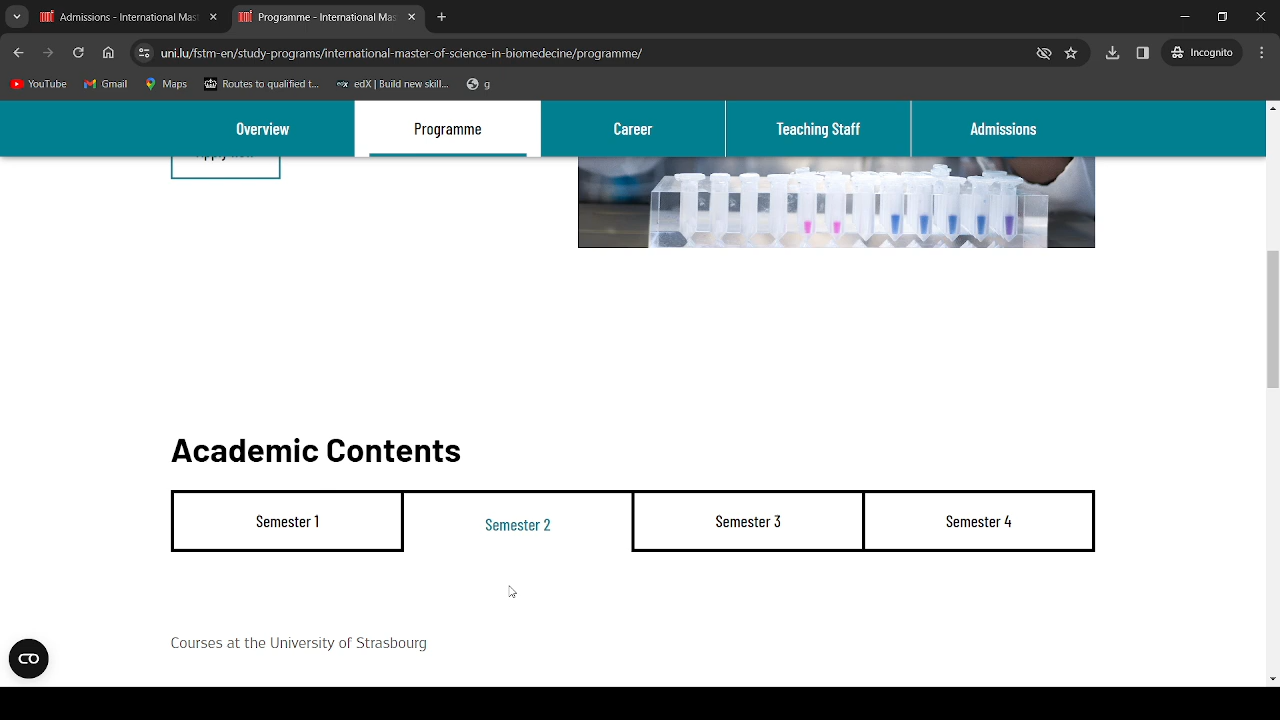 Admissions - International Mas
Programme - International Mas
uni.lu/fstm-en/study-programs/international-master-of-science-in-biomedecine/programme/
Incognito
YouTube
Gmail
Maps
Routes to qualified t...
edX | Build new skill...
g
Overview
Programme
Career
Teaching Staff
Admissions
Academic Contents
Semester 1
Semester 2
Semester 3
Semester 4
Courses at the University of Strasbourg